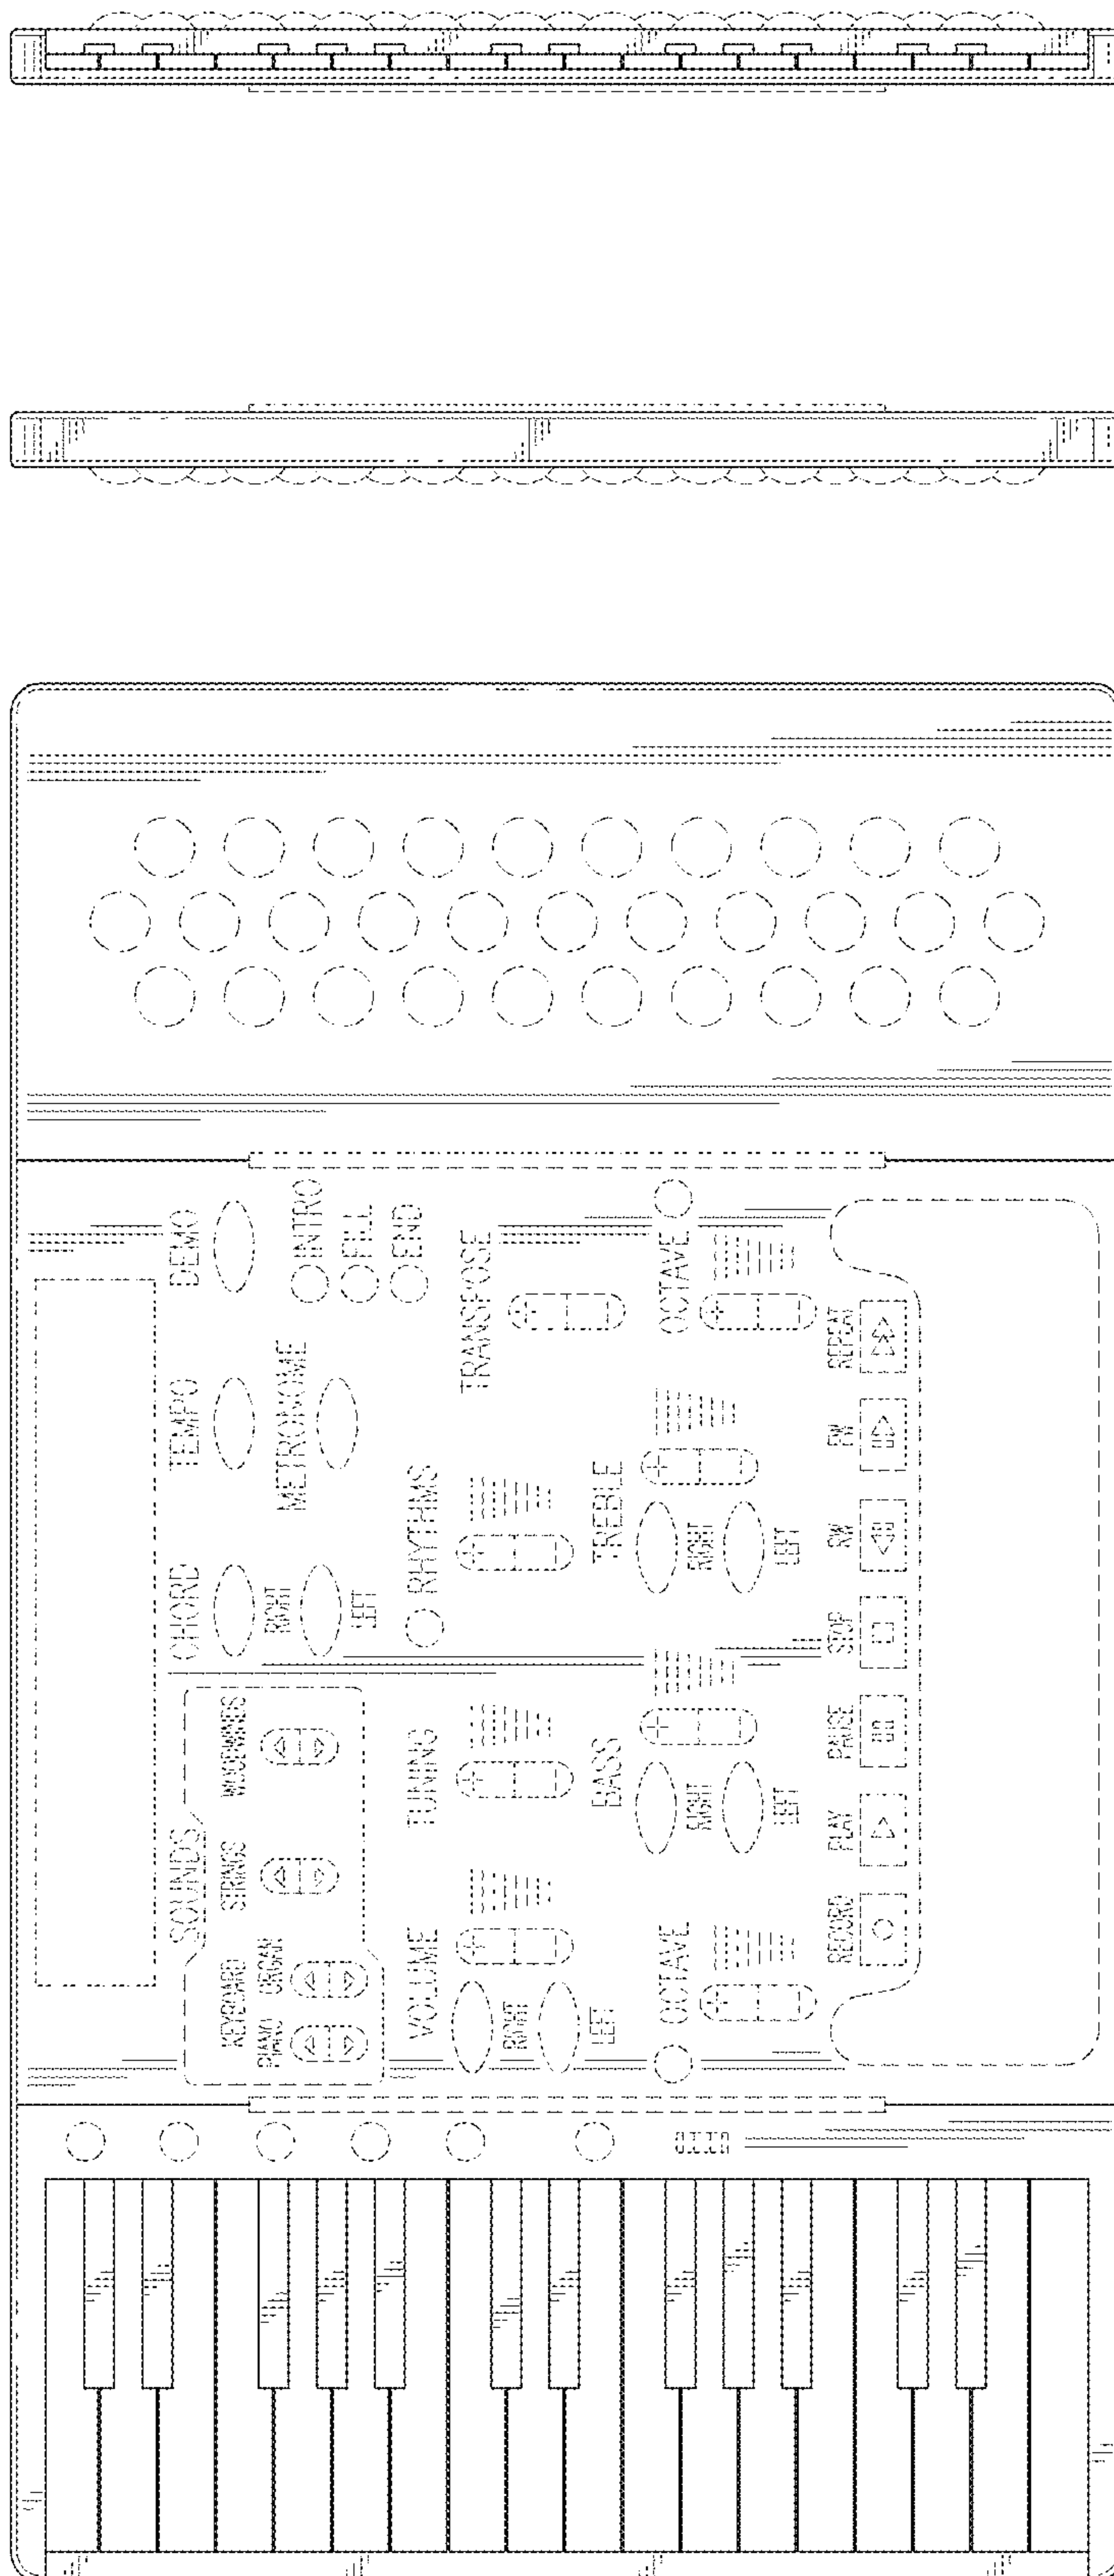 SOUNDS CHORD TEMPO DEMO
KEYBOARD STRINGS WOODWINDS
PIANO ORGAN
RIGHT
METRONOME
INTRO
FILL
LEFT
END
VOLUME TUNING RHYTHMS
TRANSPOSE
RIGHT
LEFT
BASS TREBLE
OCTAVE OCTAVE
RIGHT RIGHT
LEFT LEFT
RECORD PLAY PAUSE STOP RW FW REPEAT